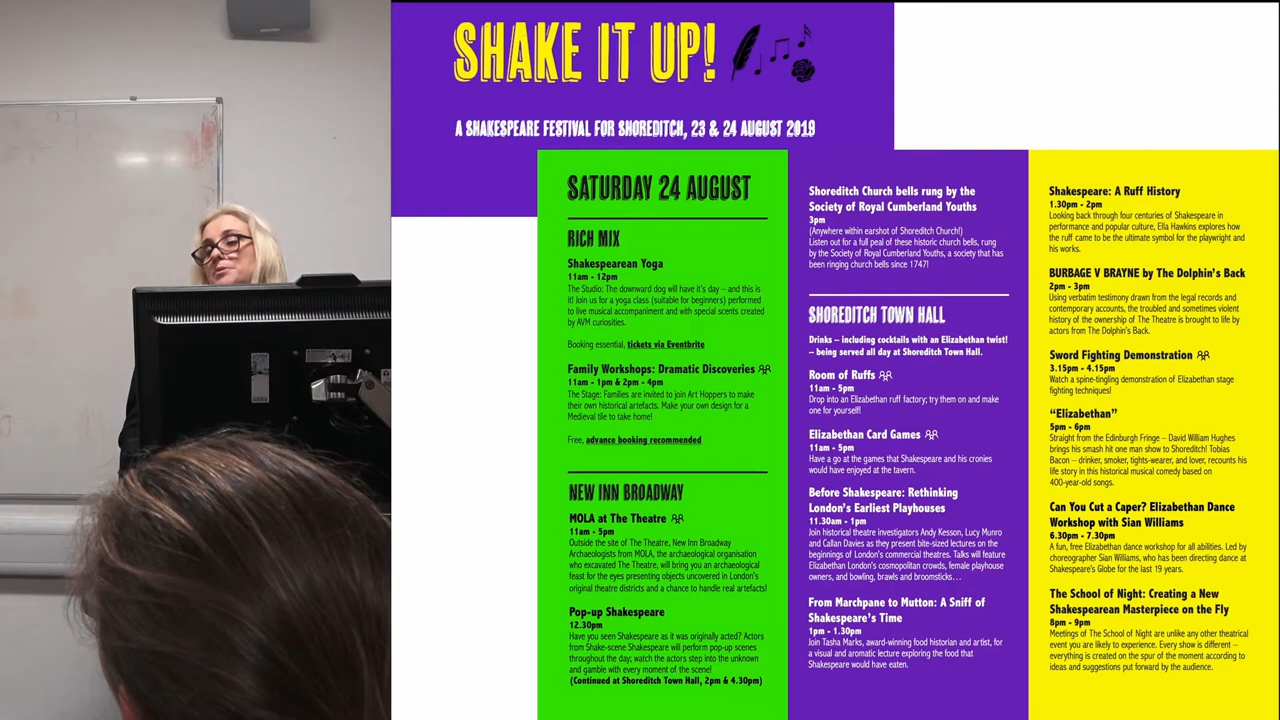 SHAKE IT UP!
A SHAKESPEARE FESTIVAL FOR SHOREDITCH, 23 & 24 AUGUST 2019
SATURDAY 24 AUGUST
RICH MIX
Shakespearean Yoga
11am - 12pm
The Studio: The downward dog will have it's day – and this is
it! Join us for a yoga class (suitable for beginners) performed
to live musical accompaniment and with special scents created
by AVM curiosities.
Booking essential, tickets via Eventbrite
Family Workshops: Dramatic Discoveries
11am - 1pm & 2pm - 4pm
The Stage: Families are invited to join Art Hoppers to make
their own historical artefacts. Make your own design for a
Medieval tile to take home!
Free, advance booking recommended
NEW INN BROADWAY
MOLA at The Theatre
11am - 5pm
Outside the site of The Theatre, New Inn Broadway
Archaeologists from MOLA, the archaeological organisation
who excavated The Theatre, will bring you an archaeological
feast for the eyes presenting objects uncovered in London's
original theatre districts and a chance to handle real artefacts!
Pop-up Shakespeare
12.30pm
Have you seen Shakespeare as it was originally acted? Actors
from Shake-scene Shakespeare will perform pop-up scenes
throughout the day; watch the actors step into the unknown
and gamble with every moment of the scene!
(Continued at Shoreditch Town Hall, 2pm & 4.30pm)
Shoreditch Church bells rung by the
Society of Royal Cumberland Youths
3pm
(Anywhere within earshot of Shoreditch Church!)
Listen out for a full peal of these historic church bells, rung
by the Society of Royal Cumberland Youths, a society that has
been ringing church bells since 1747!
SHOREDITCH TOWN HALL
Drinks – including cocktails with an Elizabethan twist!
– being served all day at Shoreditch Town Hall.
Room of Ruffs
11am - 5pm
Drop into an Elizabethan ruff factory; try them on and make
one for yourself!
Elizabethan Card Games
11am - 5pm
Have a go at the games that Shakespeare and his cronies
would have enjoyed at the tavern.
Before Shakespeare: Rethinking
London's Earliest Playhouses
11.30am - 1pm
Join historical theatre investigators Andy Kesson, Lucy Munro
and Callan Davies as they present bite-sized lectures on the
beginnings of London's commercial theatres. Talks will feature
Elizabethan London's cosmopolitan crowds, female playhouse
owners, and bowling, brawls and broomsticks…
From Marchpane to Mutton: A Sniff of
Shakespeare's Time
1pm - 1.30pm
Join Tasha Marks, award-winning food historian and artist, for
a visual and aromatic lecture exploring the food that
Shakespeare would have eaten.
Shakespeare: A Ruff History
1.30pm - 2pm
Looking back through four centuries of Shakespeare in
performance and popular culture, Ella Hawkins explores how
the ruff came to be the ultimate symbol for the playwright and
his works.
BURBAGE V BRAYNE by The Dolphin's Back
2pm - 3pm
Using verbatim testimony drawn from the legal records and
contemporary accounts, the troubled and sometimes violent
history of the ownership of The Theatre is brought to life by
actors from The Dolphin's Back.
Sword Fighting Demonstration
3.15pm - 4.15pm
Watch a spine-tingling demonstration of Elizabethan stage
fighting techniques!
“Elizabethan”
5pm - 6pm
Straight from the Edinburgh Fringe – David William Hughes
brings his smash hit one man show to Shoreditch! Tobias
Bacon – drinker, smoker, tights-wearer, and lover, recounts his
life story in this historical musical comedy based on
400-year-old songs.
Can You Cut a Caper? Elizabethan Dance
Workshop with Sian Williams
6.30pm - 7.30pm
A fun, free Elizabethan dance workshop for all abilities. Led by
choreographer Sian Williams, who has been directing dance at
Shakespeare's Globe for the last 19 years.
The School of Night: Creating a New
Shakespearean Masterpiece on the Fly
8pm - 9pm
Meetings of The School of Night are unlike any other theatrical
event you are likely to experience. Every show is different –
everything is created on the spur of the moment according to
ideas and suggestions put forward by the audience.